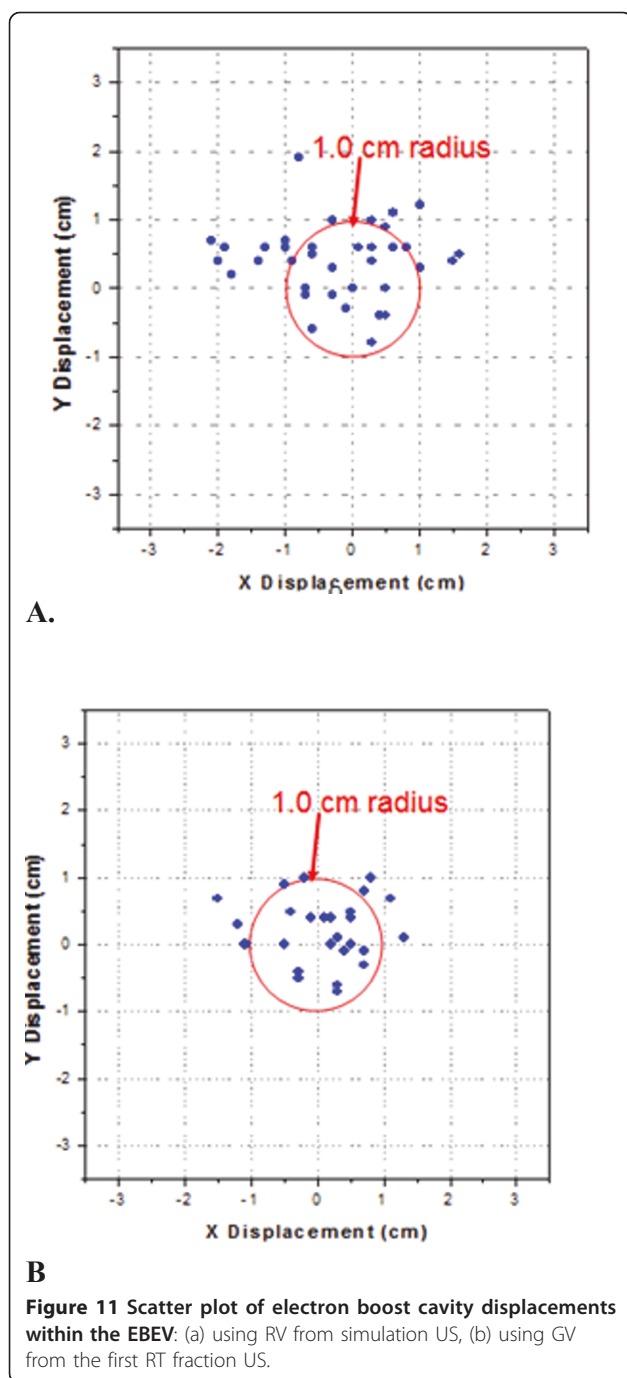 3
2
1
0
-1
-2
-3
Y Displacement (cm)
1.0 cm radius
-3
-2
-1
0
1
2
3
X Displacement (cm)
A.
3
2
1
0
-1
-2
-3
Y Displacement (cm)
1.0 cm radius
-3
-2
-1
0
1
2
3
X Displacement (cm)
B
Figure 11 Scatter plot of electron boost cavity displacements
within the EBEV: (a) using RV from simulation US, (b) using GV
from the first RT fraction US.